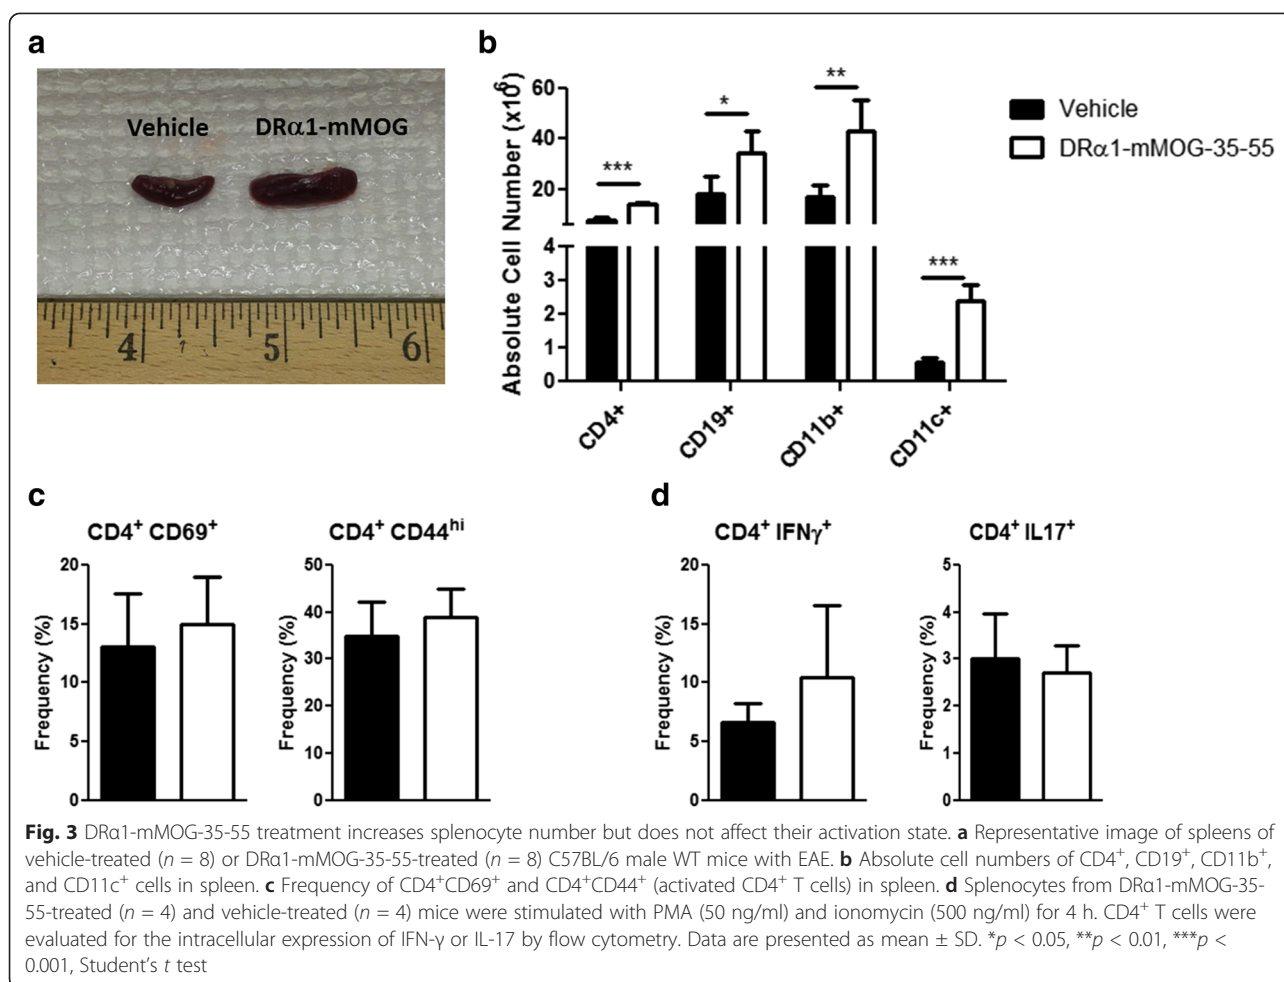 a
Vehicle DRα1-mMOG
4 5 6
b
Absolute Cell Number (x10⁶)
60
40
20
4
3
2
1
0
***
*
**
***
CD4+
CD19+
CD11b+
CD11c+
Vehicle
DRα1-mMOG-35-55
c
CD4⁺ CD69⁺
Frequency (%)
20
15
10
5
0
CD4⁺ CD44ʰⁱ
Frequency (%)
50
40
30
20
10
0
d
CD4⁺ IFNγ⁺
Frequency (%)
20
15
10
5
0
CD4⁺ IL17⁺
Frequency (%)
5
4
3
2
1
0
Fig. 3 DRα1-mMOG-35-55 treatment increases splenocyte number but does not affect their activation state. a Representative image of spleens of
vehicle-treated (n = 8) or DRα1-mMOG-35-55-treated (n = 8) C57BL/6 male WT mice with EAE. b Absolute cell numbers of CD4⁺, CD19⁺, CD11b⁺,
and CD11c⁺ cells in spleen. c Frequency of CD4⁺CD69⁺ and CD4⁺CD44⁺ (activated CD4⁺ T cells) in spleen. d Splenocytes from DRα1-mMOG-35-
55-treated (n = 4) and vehicle-treated (n = 4) mice were stimulated with PMA (50 ng/ml) and ionomycin (500 ng/ml) for 4 h. CD4⁺ T cells were
evaluated for the intracellular expression of IFN-γ or IL-17 by flow cytometry. Data are presented as mean ± SD. *p < 0.05, **p < 0.01, ***p <
0.001, Student's t test